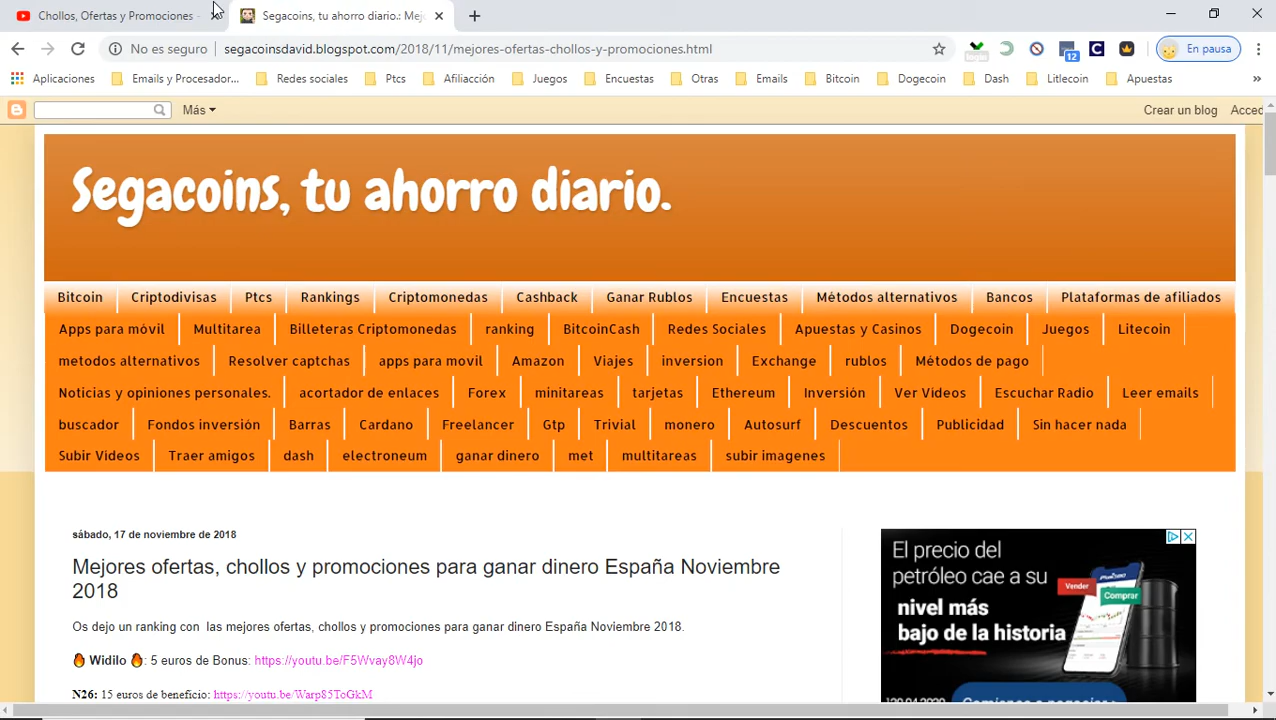 Chollos, Ofertas y Promociones -
Segacoins, tu ahorro diario.: Mej
No es seguro
segacoinsdavid.blogspot.com/2018/11/mejores-ofertas-chollos-y-promociones.html
12
C
En pausa
Aplicaciones
Emails y Procesador...
Redes sociales
Ptcs
Afiliacción
Juegos
Encuestas
Otras
Emails
Bitcoin
Dogecoin
Dash
Litlecoin
Apuestas
»
Más
Crear un blog
Acced
Segacoins, tu ahorro diario.
Bitcoin Criptodivisas Ptcs Rankings Criptomonedas Cashback Ganar Rublos Encuestas Métodos alternativos Bancos Plataformas de afiliados
Apps para móvil Multitarea Billeteras Criptomonedas ranking BitcoinCash Redes Sociales Apuestas y Casinos Dogecoin Juegos Litecoin
metodos alternativos Resolver captchas apps para movil Amazon Viajes inversion Exchange rublos Métodos de pago
Noticias y opiniones personales. acortador de enlaces Forex minitareas tarjetas Ethereum Inversión Ver Videos Escuchar Radio Leer emails
buscador Fondos inversión Barras Cardano Freelancer Gtp Trivial monero Autosurf Descuentos Publicidad Sin hacer nada
Subir Videos Traer amigos dash electroneum ganar dinero met multitareas subir imagenes
sábado, 17 de noviembre de 2018
Mejores ofertas, chollos y promociones para ganar dinero España Noviembre
2018
Os dejo un ranking con las mejores ofertas, chollos y promociones para ganar dinero España Noviembre 2018.
Widilo : 5 euros de Bonus: https://youtu.be/F5Wvay8W4jo
N26: 15 euros de beneficio: https://youtu.be/Warp85ToGkM
El precio del
petróleo cae a su
nivel más
bajo de la historia
Vender
Comprar